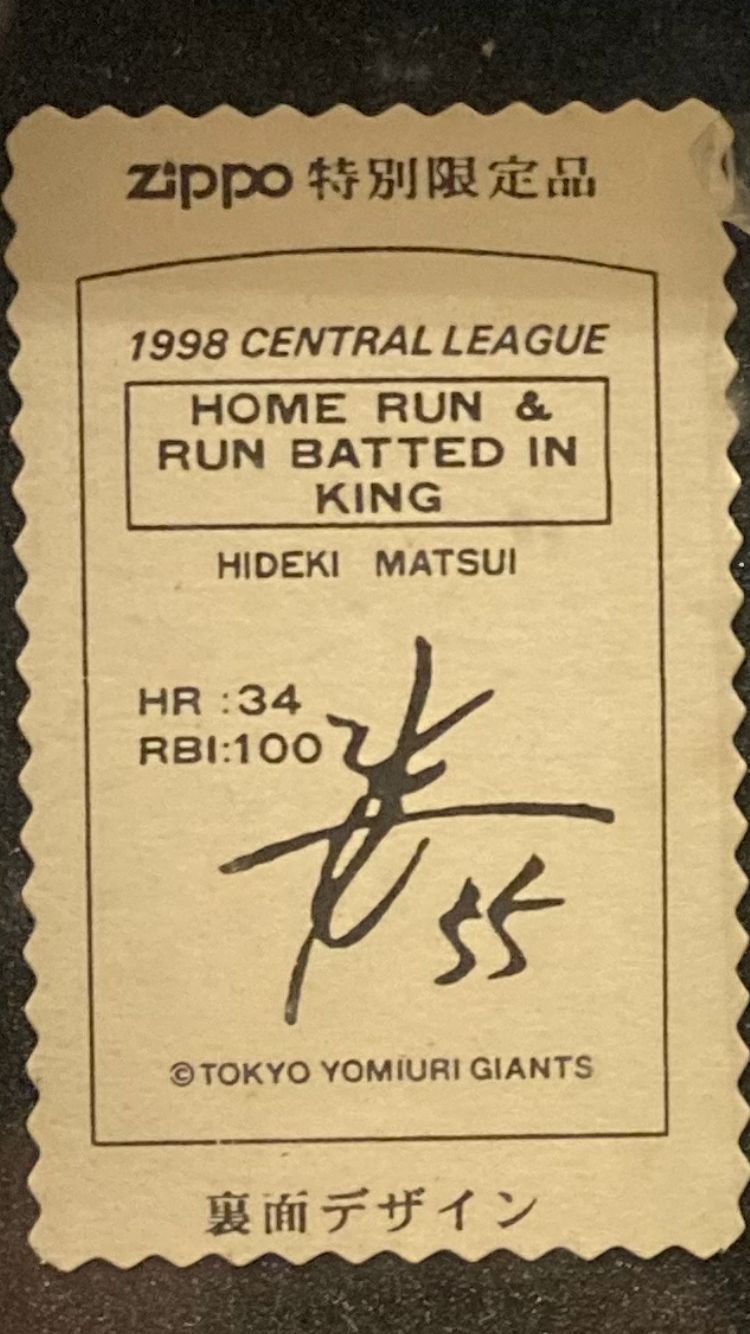 zippo 特別限定品
1998 CENTRAL LEAGUE
HOME RUN &
RUN BATTED IN
KING
HIDEKI MATSUI
HR :34
RBI:100
55
©TOKYO YOMIURI GIANTS
裏面デザイン